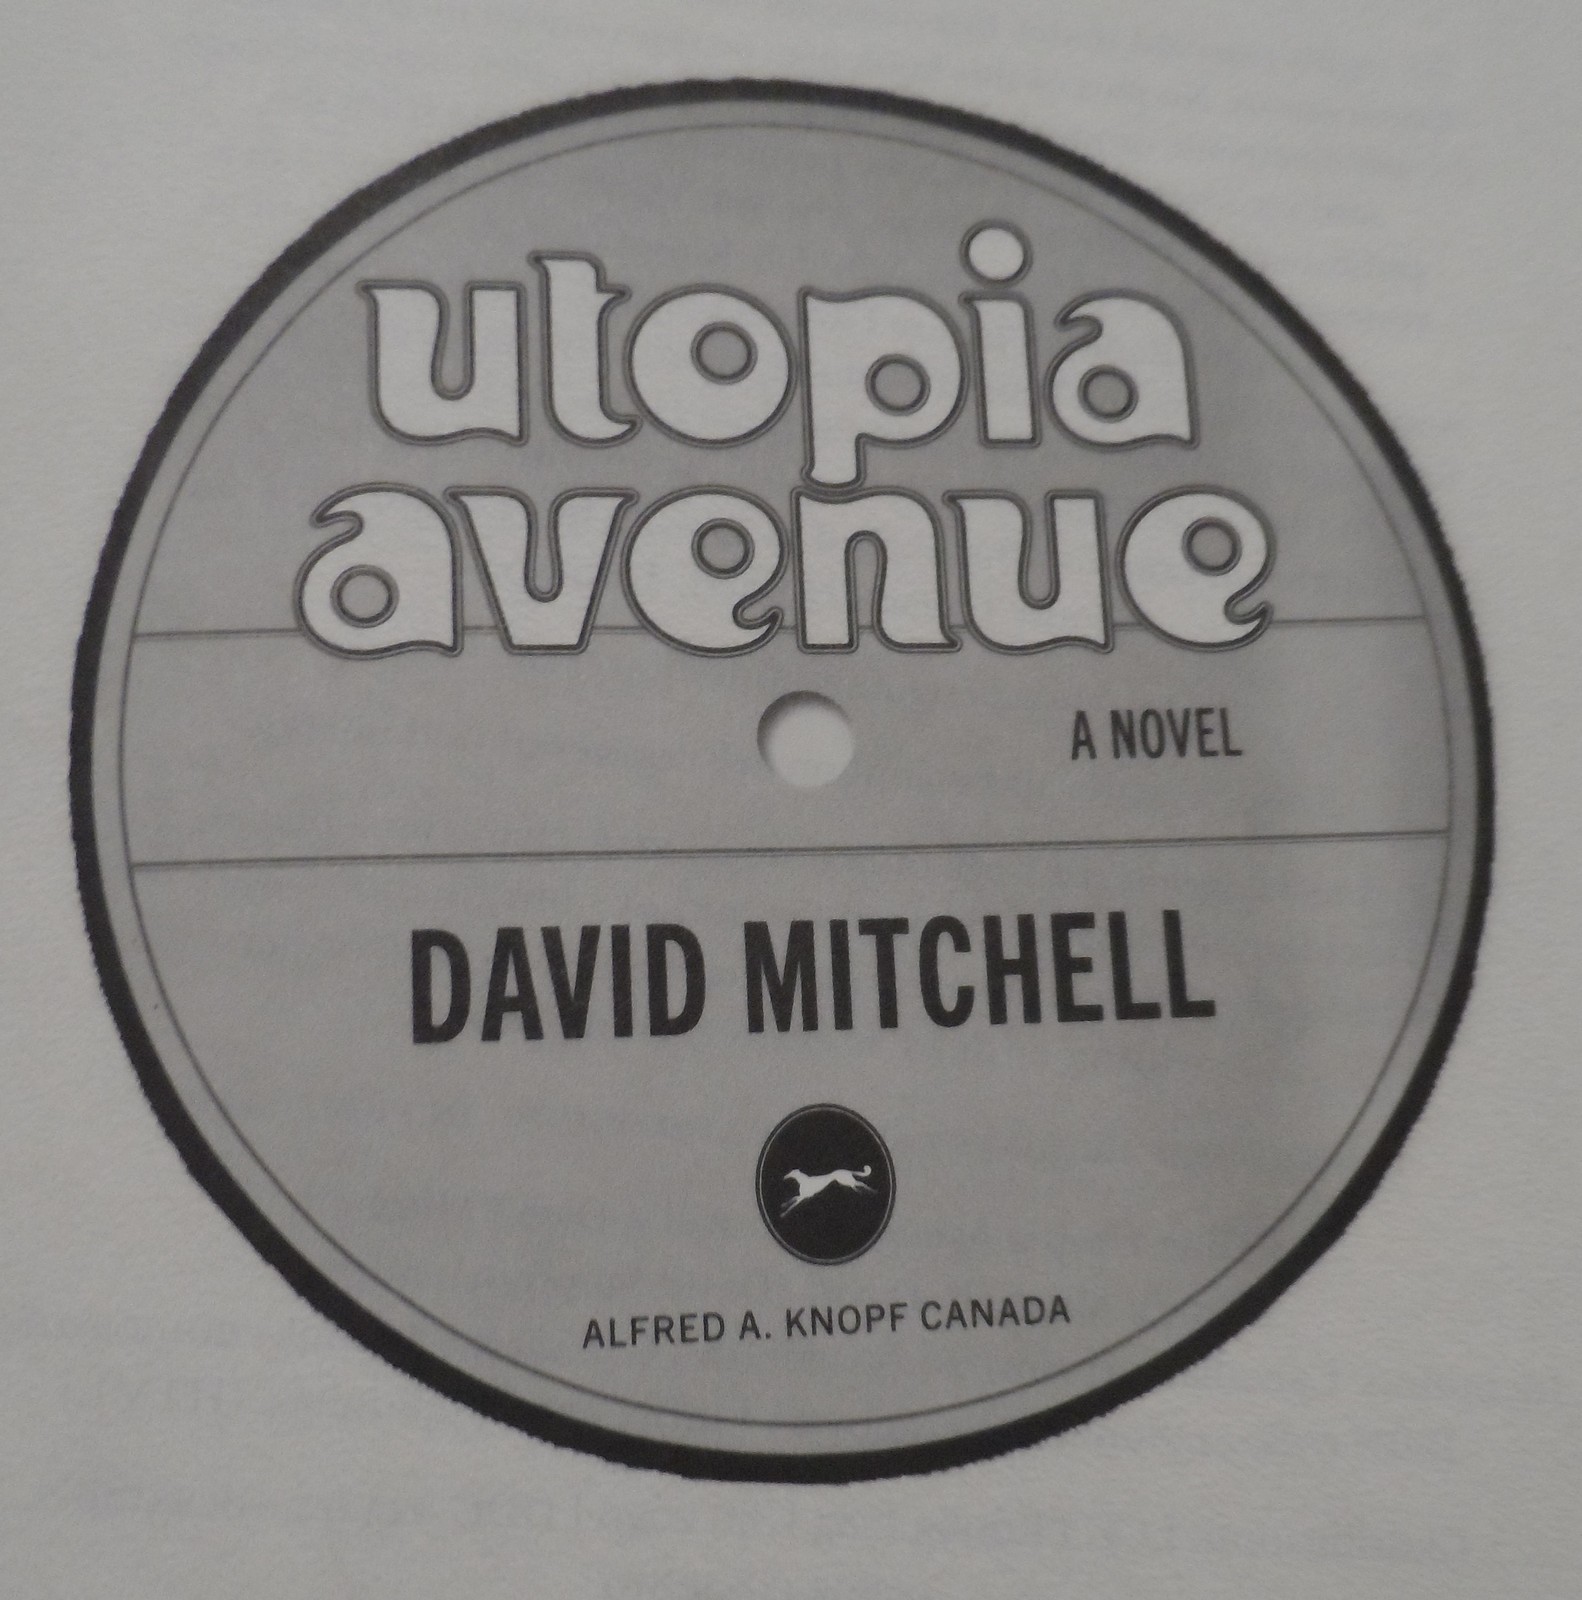 utopia
avenue
A NOVEL
DAVID MITCHELL
ALFRED A. KNOPF CANADA